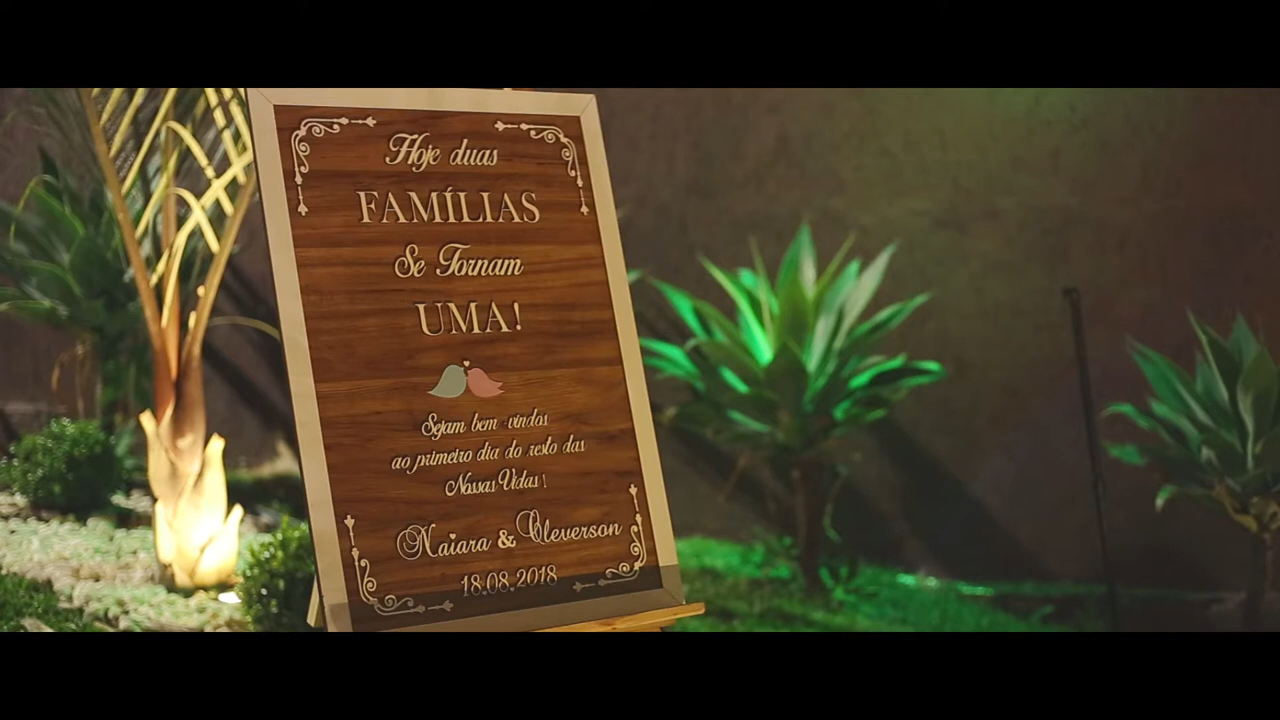 Hoje duas
FAMÍLIAS
Se Tornam
UMA!
Sejam bem-vindos
ao primeiro dia do resto das
Nossas Vidas!
Naiara & Cleverson
18.08.2018